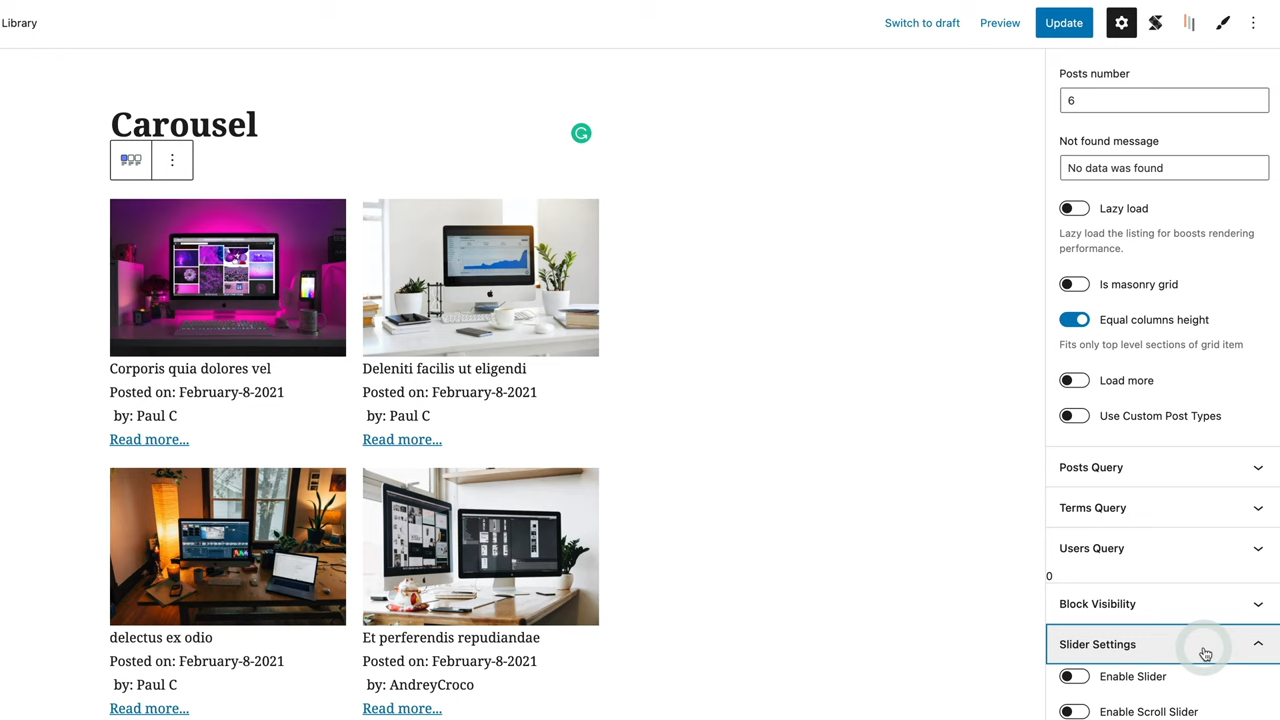 Library
Switch to draft
Preview
Update
Carousel
Corporis quia dolores vel
Posted on: February-8-2021
by: Paul C
Read more...
Deleniti facilis ut eligendi
Posted on: February-8-2021
by: Paul C
Read more...
delectus ex odio
Posted on: February-8-2021
by: Paul C
Read more...
Et perferendis repudiandae
Posted on: February-8-2021
by: AndreyCroco
Read more...
Posts number
6
Not found message
No data was found
Lazy load
Lazy load the listing for boosts rendering
performance.
Is masonry grid
Equal columns height
Fits only top level sections of grid item
Load more
Use Custom Post Types
Posts Query
Terms Query
Users Query
0
Block Visibility
Slider Settings
Enable Slider
Enable Scroll Slider